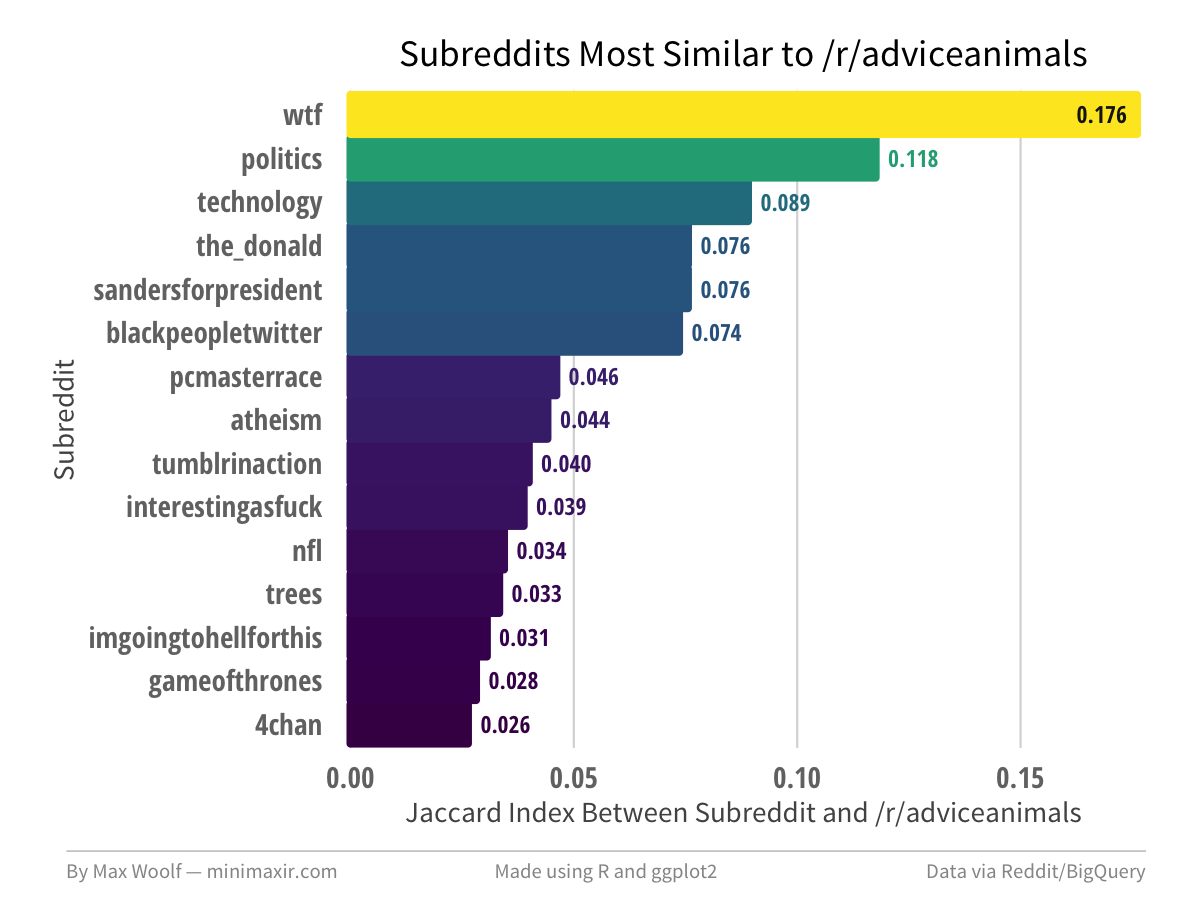 Subreddits Most Similar to /r/adviceanimals
wtf 0.176
politics 0.118
technology 0.089
the_donald 0.076
sandersforpresident 0.076
blackpeopletwitter 0.074
pcmasterrace 0.046
atheism 0.044
tumblrinaction 0.040
interestingasfuck 0.039
nfl 0.034
trees 0.033
imgoingtohellforthis 0.031
gameofthrones 0.028
4chan 0.026
Subreddit
0.00 0.05 0.10 0.15
Jaccard Index Between Subreddit and /r/adviceanimals
By Max Woolf — minimaxir.com Made using R and ggplot2 Data via Reddit/BigQuery